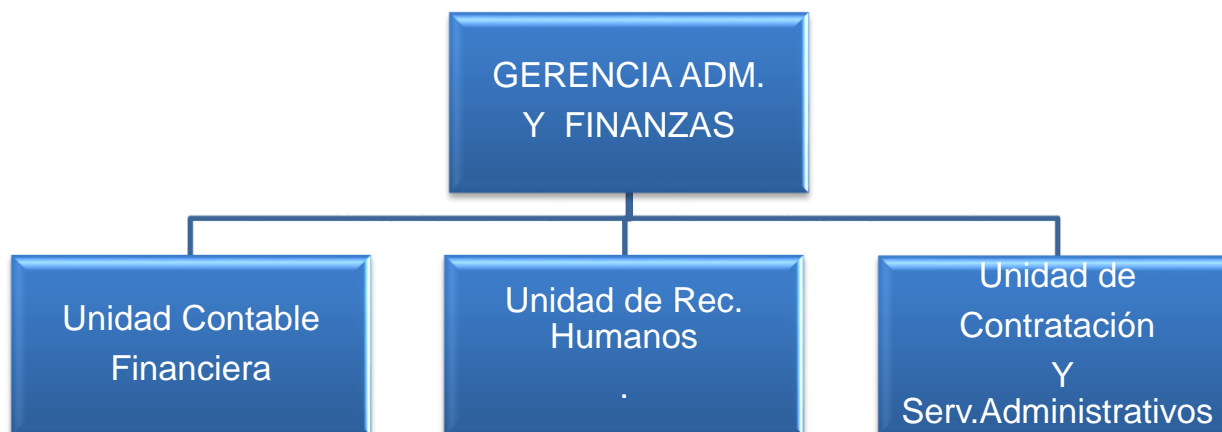 GERENCIA ADM.
Y FINANZAS
Unidad Contable
Financiera
Unidad de Rec.
Humanos
.
Unidad de
Contratación
Y
Serv.Administrativos